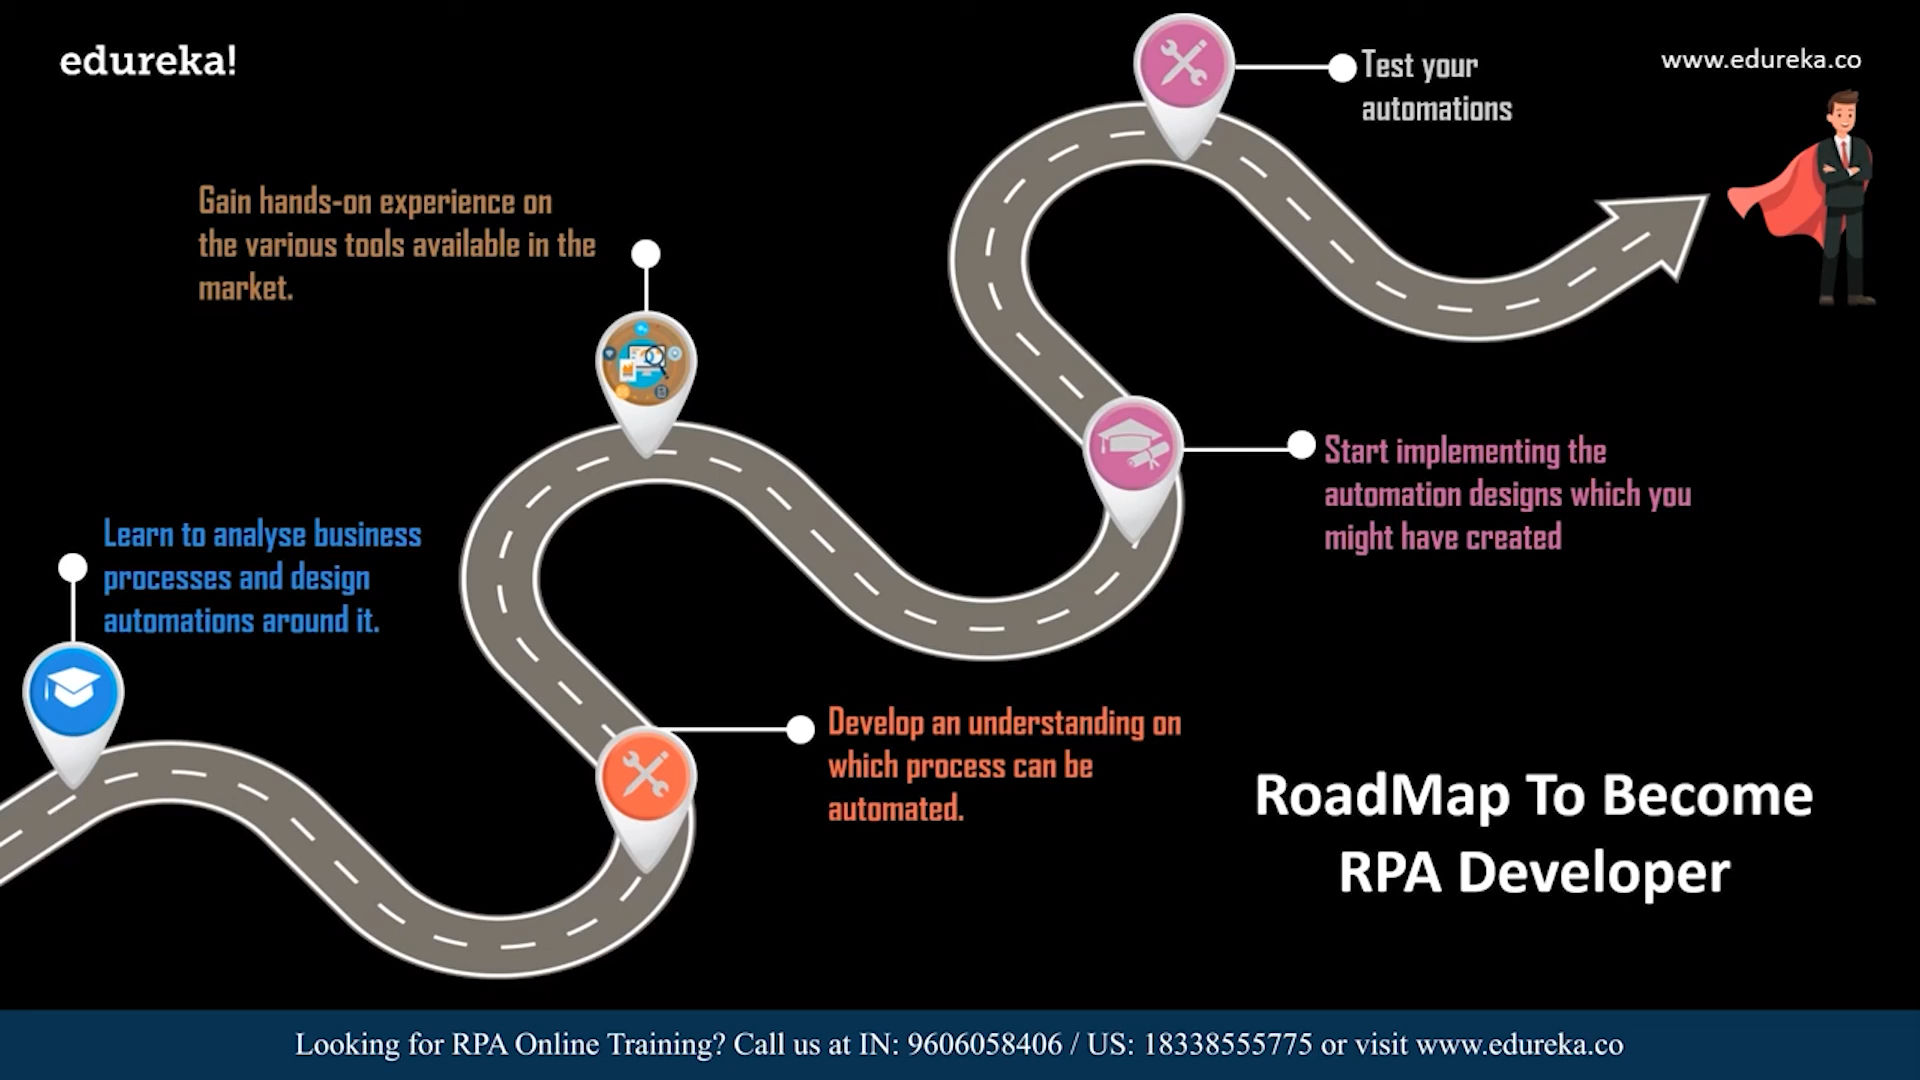 edureka!
www.edureka.co
Test your
automations
Gain hands-on experience on
the various tools available in the
market.
Start implementing the
automation designs which you
might have created
Learn to analyse business
processes and design
automations around it.
Develop an understanding on
which process can be
automated.
RoadMap To Become
RPA Developer
Looking for RPA Online Training? Call us at IN: 9606058406 / US: 18338555775 or visit www.edureka.co